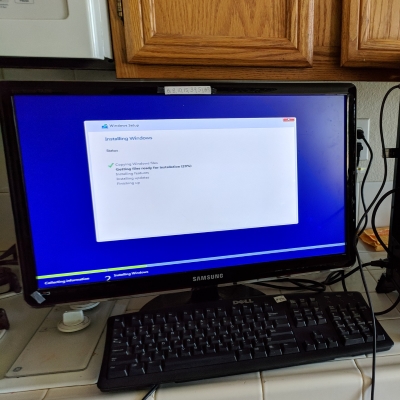 Windows Setup
Installing Windows
Status
Copying Windows files
Getting files ready for installation
Installing features
Installing updates
Finishing up
Collecting information
2 Installing Windows
SAMSUNG
DELL